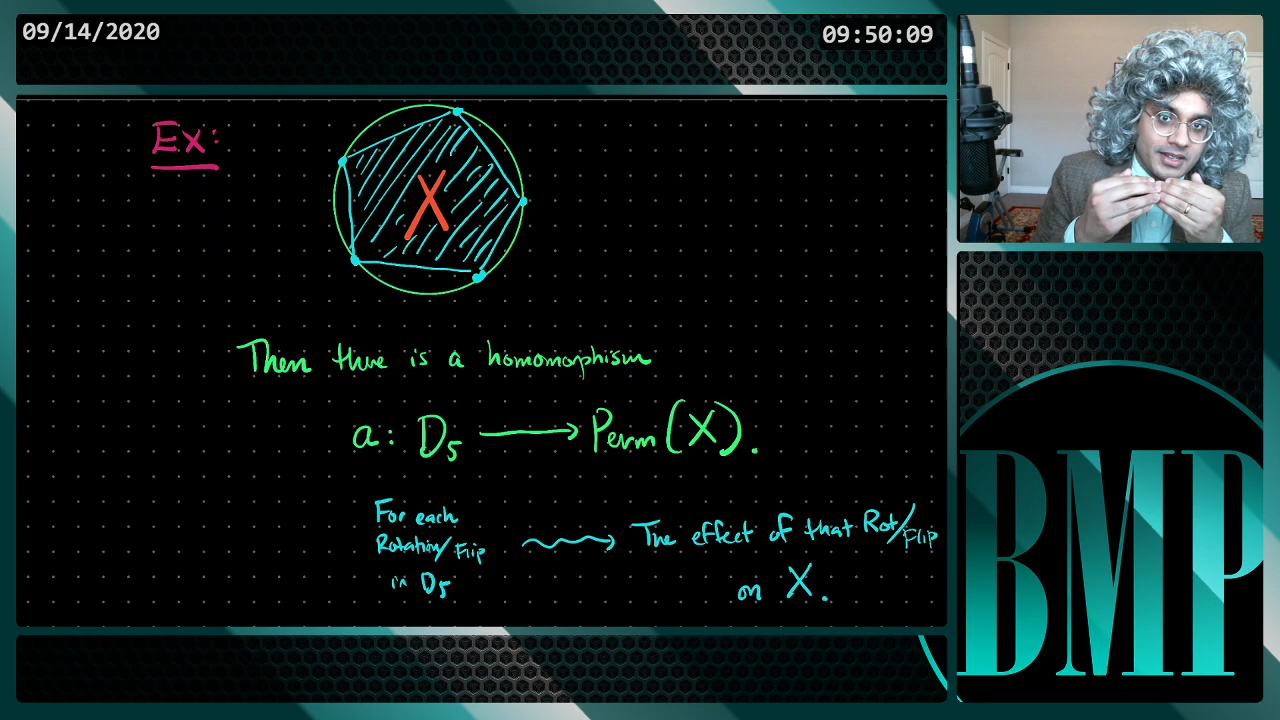 09/14/2020
09:50:09
Ex:
X
Then there is a homomorphism
a: D5 ⟶ Perm(X).
For each
Rotation/Flip
in D5
The effect of that Rot/Flip
on X.
BMP